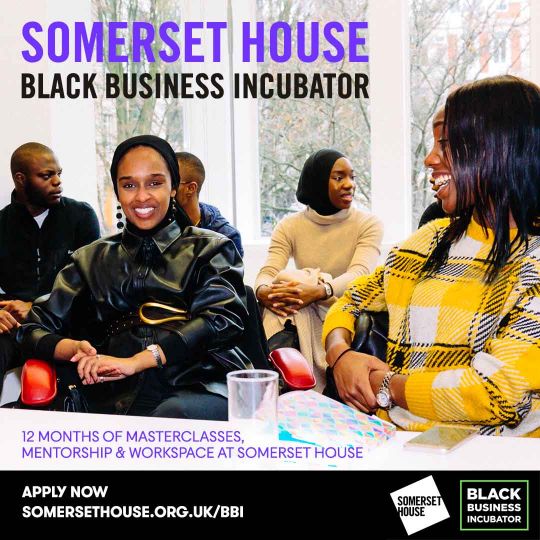 SOMERSET HOUSE
BLACK BUSINESS INCUBATOR
12 MONTHS OF MASTERCLASSES,
MENTORSHIP & WORKSPACE AT SOMERSET HOUSE
APPLY NOW
SOMERSETHOUSE.ORG.UK/BBI
SOMERSET
HOUSE
BLACK
BUSINESS
INCUBATOR